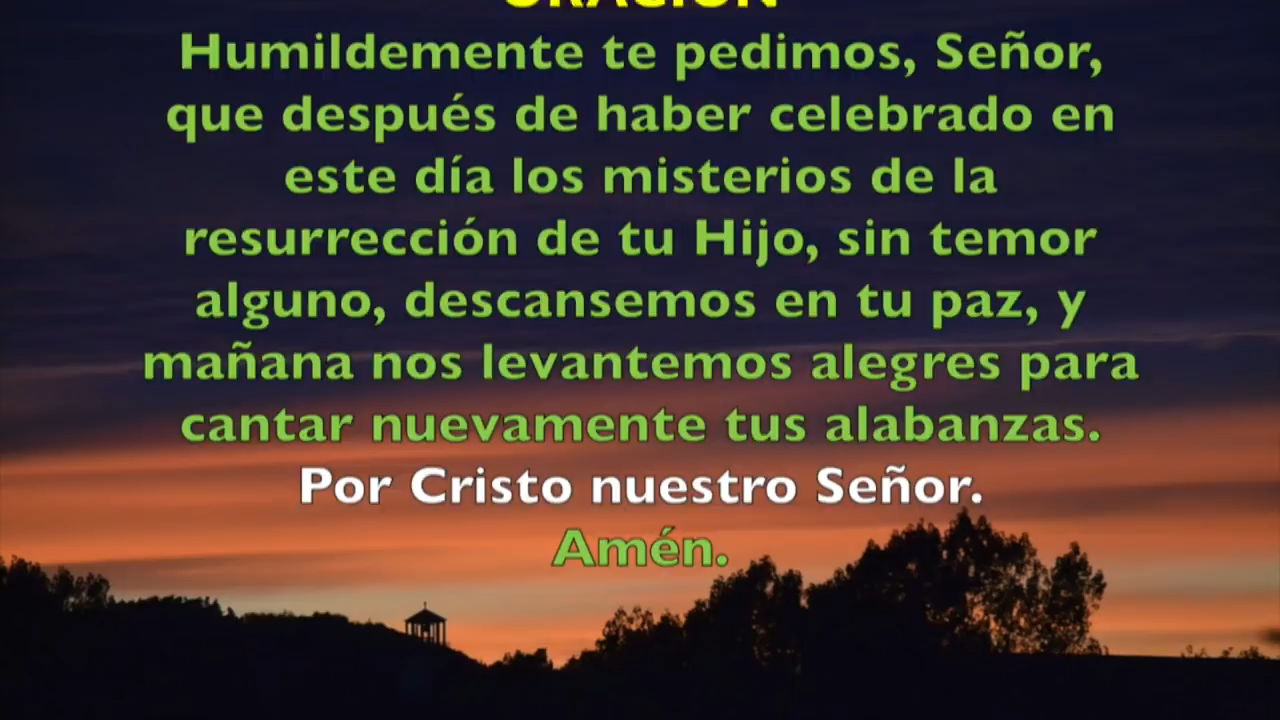 ORACIÓN
Humildemente te pedimos, Señor,
que después de haber celebrado en
este día los misterios de la
resurrección de tu Hijo, sin temor
alguno, descansemos en tu paz, y
mañana nos levantemos alegres para
cantar nuevamente tus alabanzas.
Por Cristo nuestro Señor.
Amén.